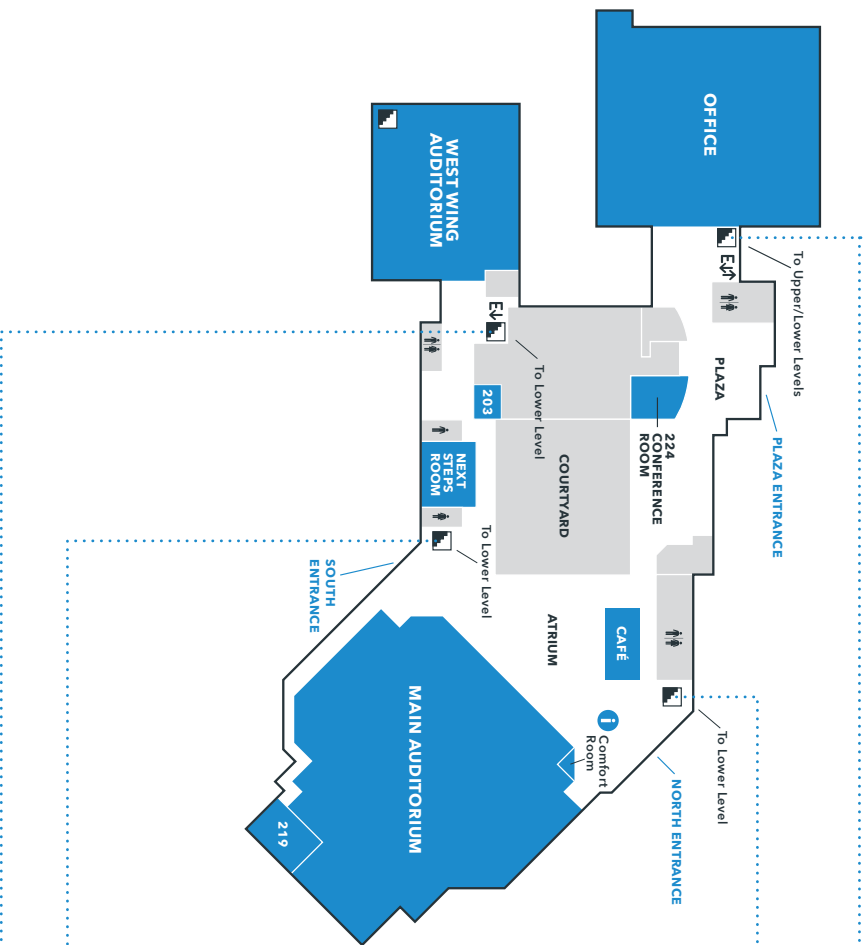 OFFICE
WEST WING
AUDITORIUM
To Upper/Lower Levels
E
E
To Lower Level
PLAZA
PLAZA ENTRANCE
203
224
CONFERENCE
ROOM
COURTYARD
NEXT
STEPS
ROOM
To Lower Level
SOUTH
ENTRANCE
ATRIUM
CAFÉ
i
Comfort
Room
To Lower Level
NORTH ENTRANCE
MAIN AUDITORIUM
219